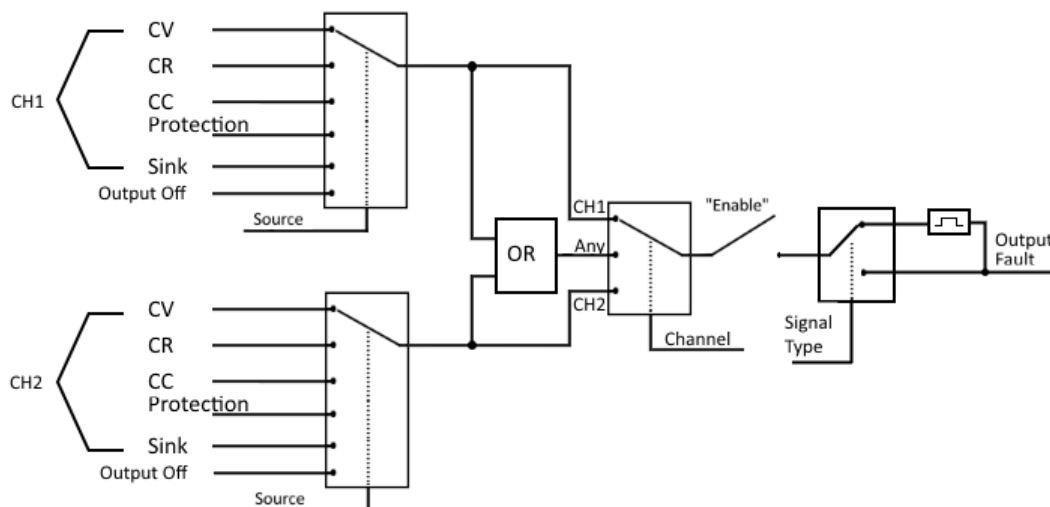 CV
CR
CH1
CC
Protection
Sink
Output Off
Source
CH1
"Enable"
OR
Any
Output
Fault
CH2
Channel
Signal
Type
CV
CR
CH2
CC
Protection
Sink
Output Off
Source